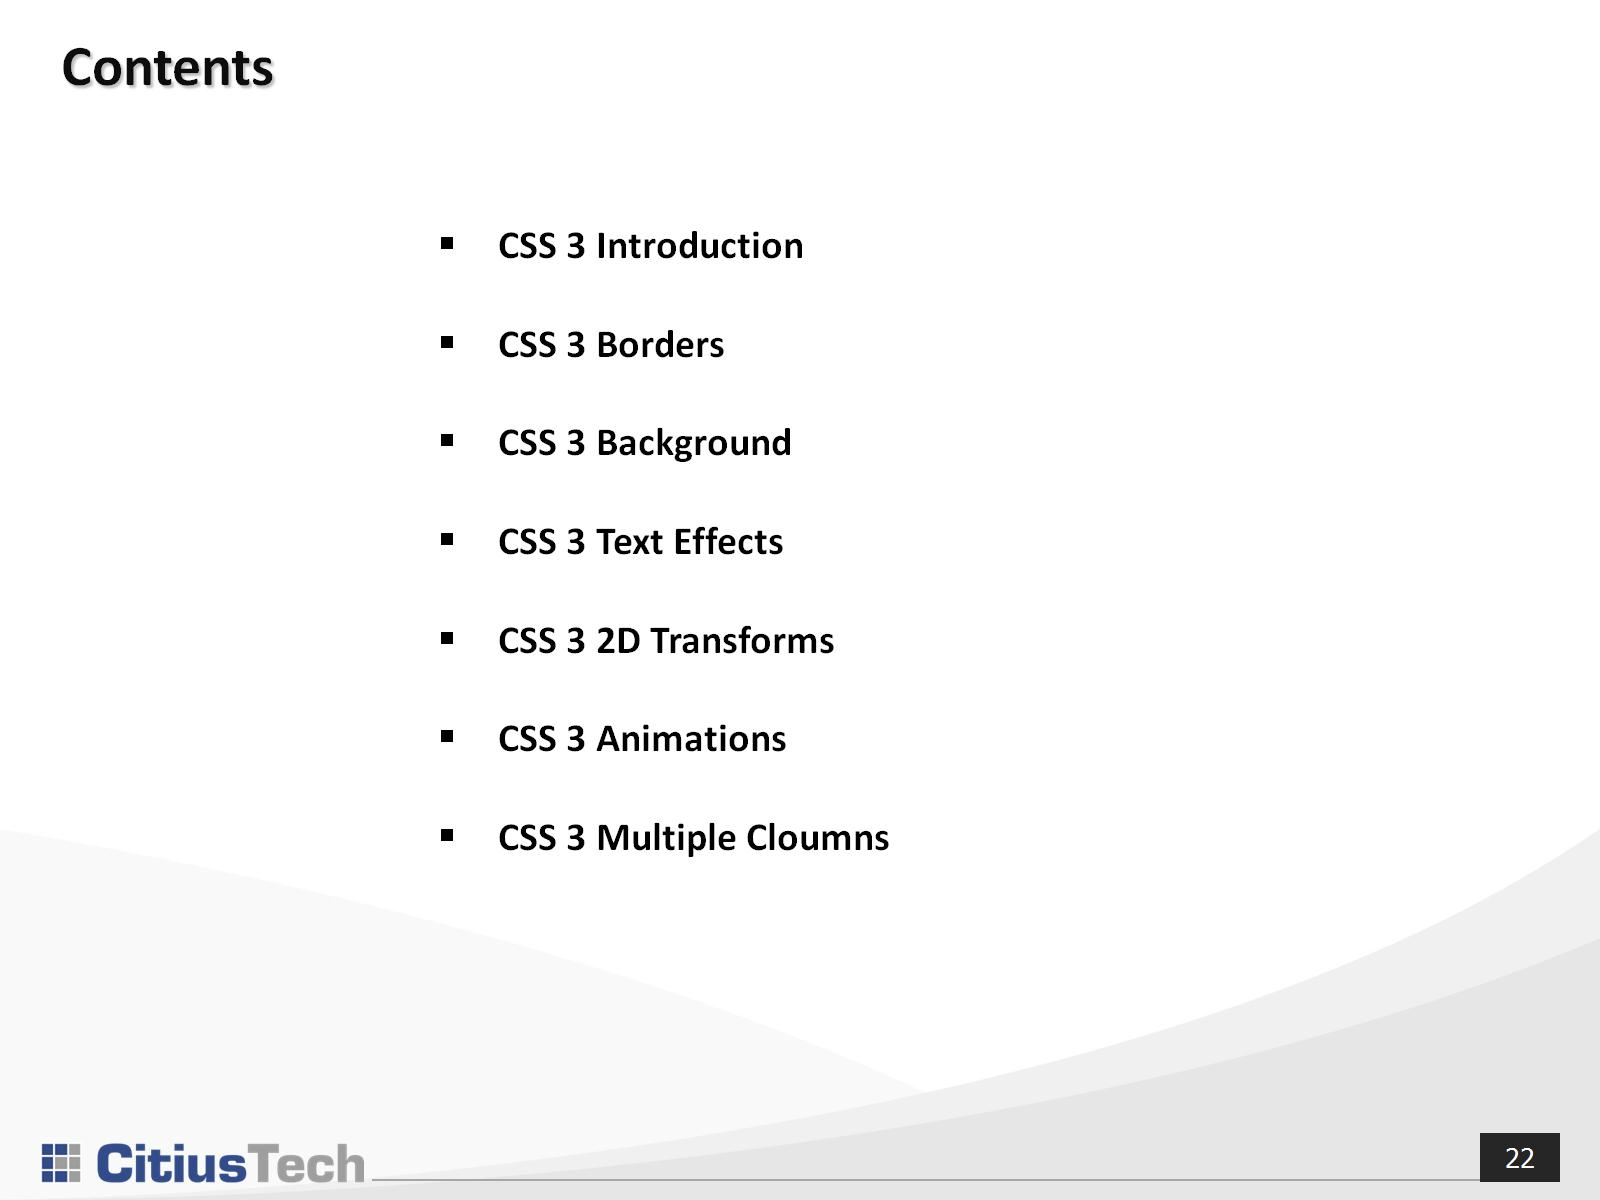 Contents
▪ CSS 3 Introduction
▪ CSS 3 Borders
▪ CSS 3 Background
▪ CSS 3 Text Effects
▪ CSS 3 2D Transforms
▪ CSS 3 Animations
▪ CSS 3 Multiple Cloumns
CitiusTech
22